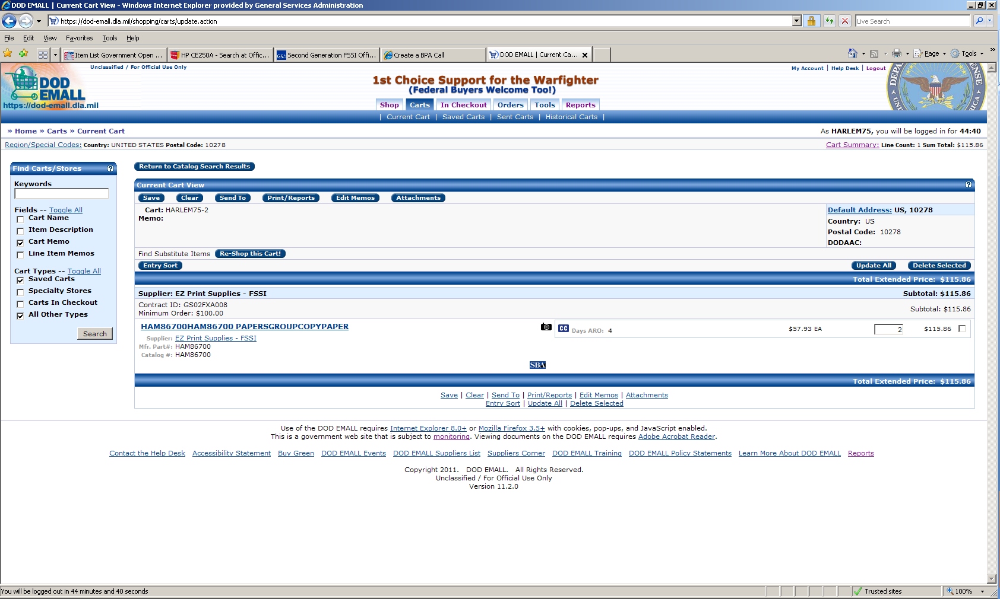 DOD EMALL | Current Cart View - Windows Internet Explorer provided by General Services Administration
https://dod-emall.dla.mil/shopping/carts/update.action
Live Search
File Edit View Favorites Tools Help
Item List Government Open ...
HP CE250A - Search at Offic...
GSA Second Generation FSSI Offi...
Create a BPA Call
DOD EMALL | Current Ca...
Page Tools
Unclassified / For Official Use Only
My Account | Help Desk | Logout
DOD
EMALL
https://dod-emall.dla.mil
1st Choice Support for the Warfighter
(Federal Buyers Welcome Too!)
Shop Carts In Checkout Orders Tools Reports
| Current Cart | Saved Carts | Sent Carts | Historical Carts |
» Home » Carts » Current Cart
As HARLEM75, you will be logged in for 44:40
Region/Special Codes: Country: UNITED STATES Postal Code: 10278
Cart Summary: Line Count: 1 Sum Total: $115.86
Find Carts/Stores ?
Keywords
Fields -- Toggle All
Cart Name
Item Description
Cart Memo
Line Item Memos
Cart Types -- Toggle All
Saved Carts
Specialty Stores
Carts In Checkout
All Other Types
Search
Return to Catalog Search Results
Current Cart View ?
Save Clear Send To Print/Reports Edit Memos Attachments
Cart: HARLEM75-2
Memo:
Default Address: US, 10278
Country: US
Postal Code: 10278
DODAAC:
Find Substitute Items Re-Shop this Cart!
Entry Sort Update All Delete Selected
Total Extended Price: $115.86
Supplier: EZ Print Supplies - FSSI Subtotal: $115.86
Contract ID: GS02FXA008
Minimum Order: $100.00
Subtotal: $115.86
HAM86700HAM86700 PAPERSGROUPCOPYPAPER
CC Days ARO: 4 $57.93 EA 2 $115.86
Supplier: EZ Print Supplies - FSSI
Mfr. Part#: HAM86700
Catalog #: HAM86700
SBA
Total Extended Price: $115.86
Save | Clear | Send To | Print/Reports | Edit Memos | Attachments
Entry Sort | Update All | Delete Selected
Use of the DOD EMALL requires Internet Explorer 8.0+ or Mozilla Firefox 3.5+ with cookies, pop-ups, and JavaScript enabled.
This is a government web site that is subject to monitoring. Viewing documents on the DOD EMALL requires Adobe Acrobat Reader.
Contact the Help Desk Accessibility Statement Buy Green DOD EMALL Events DOD EMALL Suppliers List Suppliers Corner DOD EMALL Training DOD EMALL Policy Statements Learn More About DOD EMALL Reports
Copyright 2011. DOD EMALL. All Rights Reserved.
Unclassified / For Official Use Only
Version 11.2.0
You will be logged out in 44 minutes and 40 seconds
Trusted sites
100%